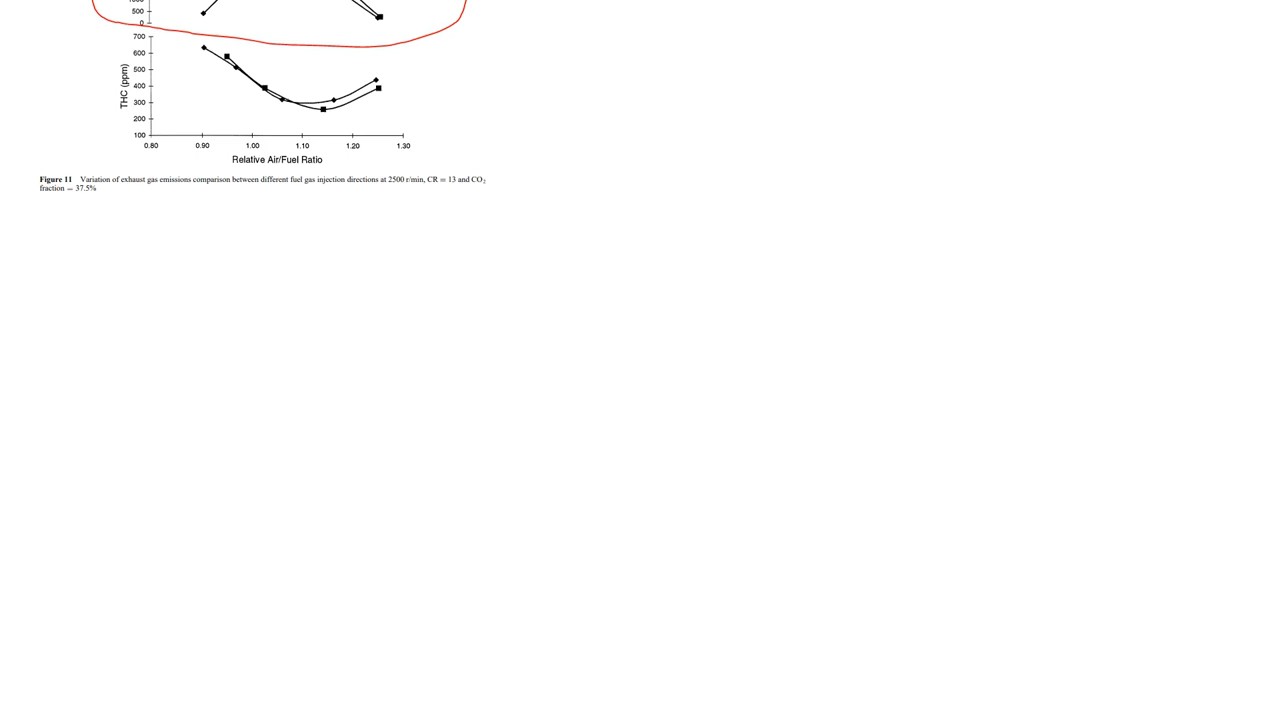 500
0
700
600
500
400
300
200
100
THC (ppm)
0.80 0.90 1.00 1.10 1.20 1.30
Relative Air/Fuel Ratio
Figure 11 Variation of exhaust gas emissions comparison between different fuel gas injection directions at 2500 r/min, CR = 13 and CO₂
fraction = 37.5%